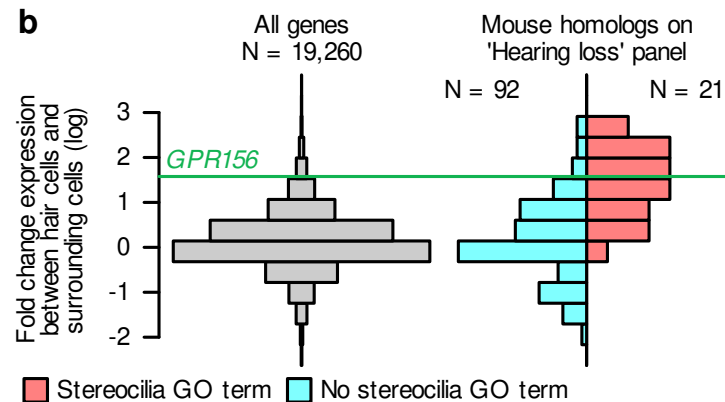 b
All genes
N = 19,260
Mouse homologs on
'Hearing loss' panel
N = 92
N = 21
Fold change expression
between hair cells and
surrounding cells (log)
3
2
1
0
-1
-2
GPR156
Stereocilia GO term
No stereocilia GO term